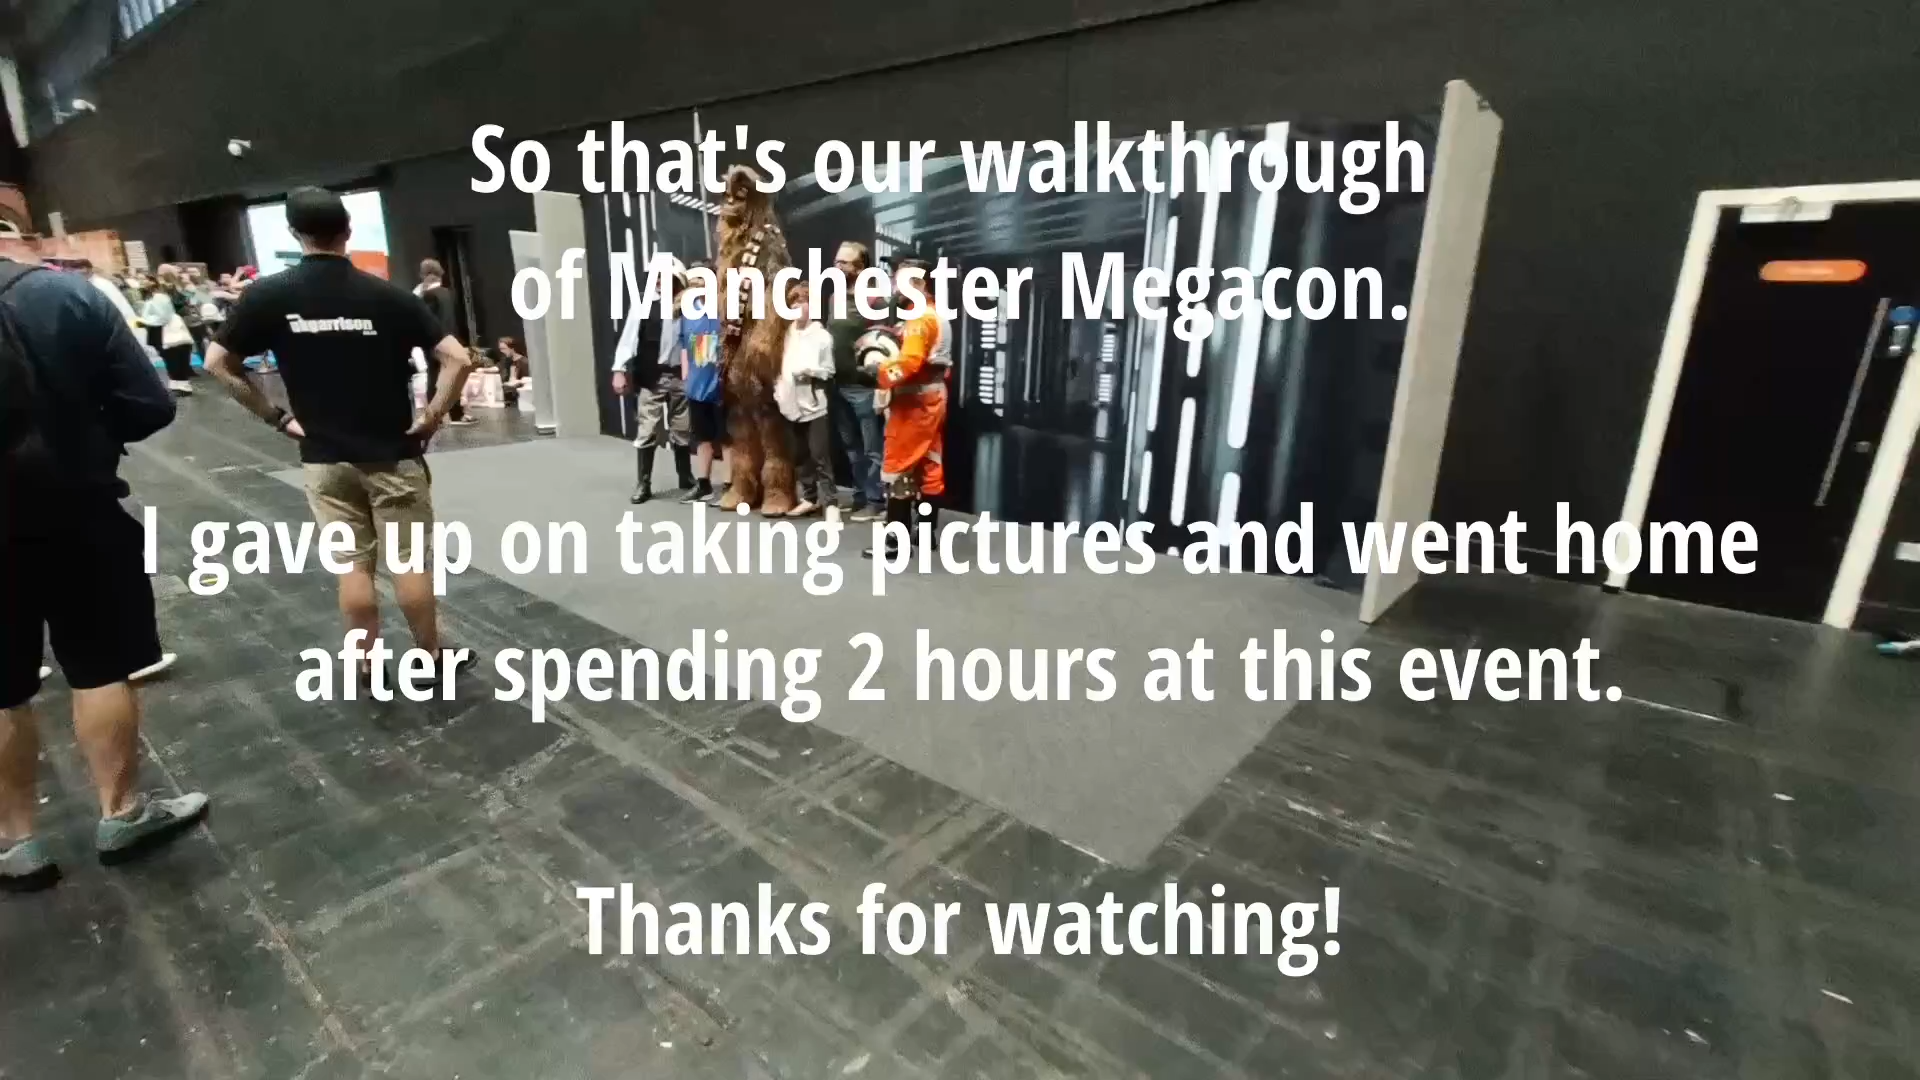 So that's our walkthrough
of Manchester Megacon.
I gave up on taking pictures and went home
after spending 2 hours at this event.
Thanks for watching!
ukgarrison